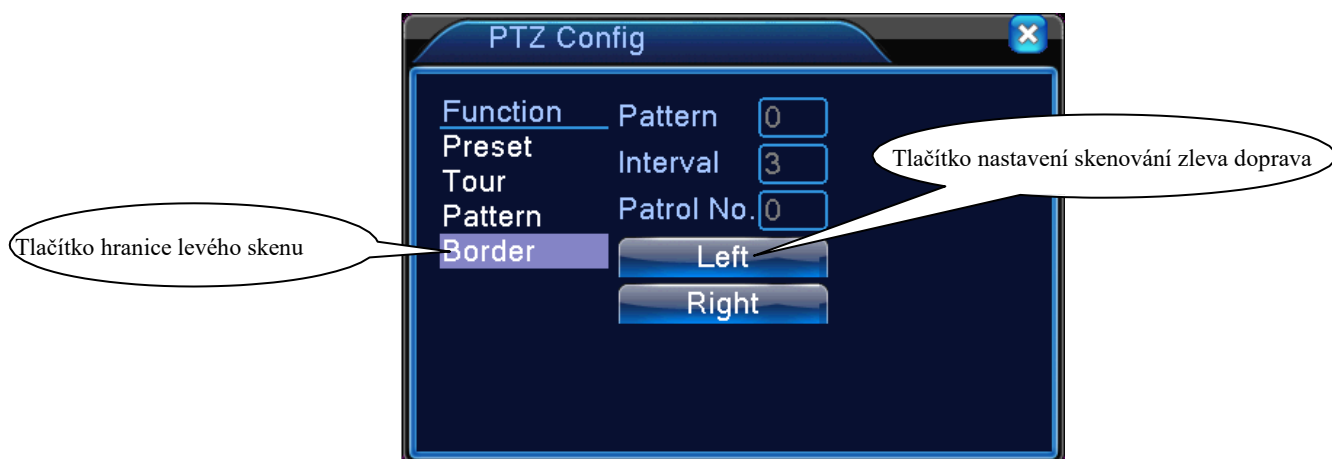 PTZ Config
Function
Preset
Tour
Pattern
Border
Pattern 0
Interval 3
Patrol No. 0
Left
Right
Tlačítko hranice levého skenu
Tlačítko nastavení skenování zleva doprava